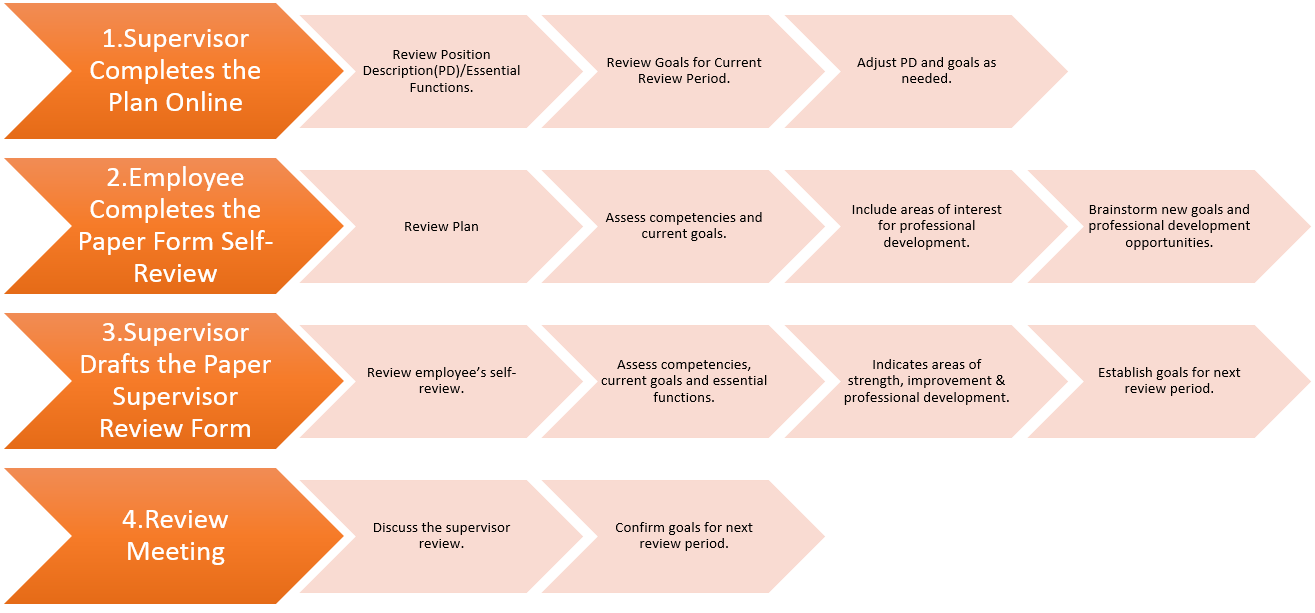 1.Supervisor
Completes the
Plan Online
Review Position
Description(PD)/Essential
Functions.
Review Goals for Current
Review Period.
Adjust PD and goals as
needed.
2.Employee
Completes the
Paper Form Self-
Review
Review Plan
Assess competencies and
current goals.
Include areas of interest
for professional
development.
Brainstorm new goals and
professional development
opportunities.
3.Supervisor
Drafts the Paper
Supervisor
Review Form
Review employee’s self-
review.
Assess competencies,
current goals and essential
functions.
Indicates areas of
strength, improvement &
professional development.
Establish goals for next
review period.
4.Review
Meeting
Discuss the supervisor
review.
Confirm goals for next
review period.